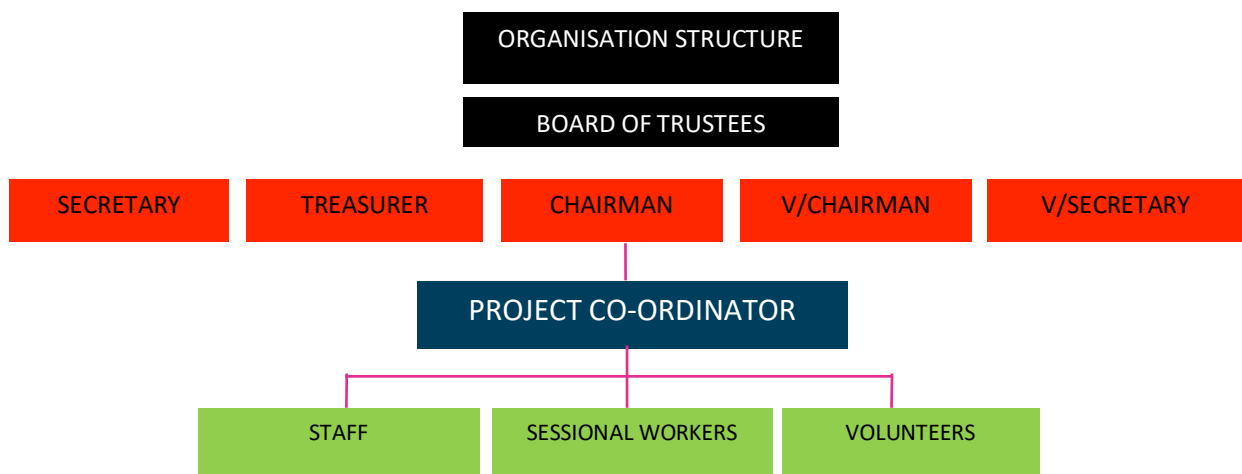 ORGANISATION STRUCTURE
BOARD OF TRUSTEES
SECRETARY
TREASURER
CHAIRMAN
V/CHAIRMAN
V/SECRETARY
PROJECT CO-ORDINATOR
STAFF
SESSIONAL WORKERS
VOLUNTEERS